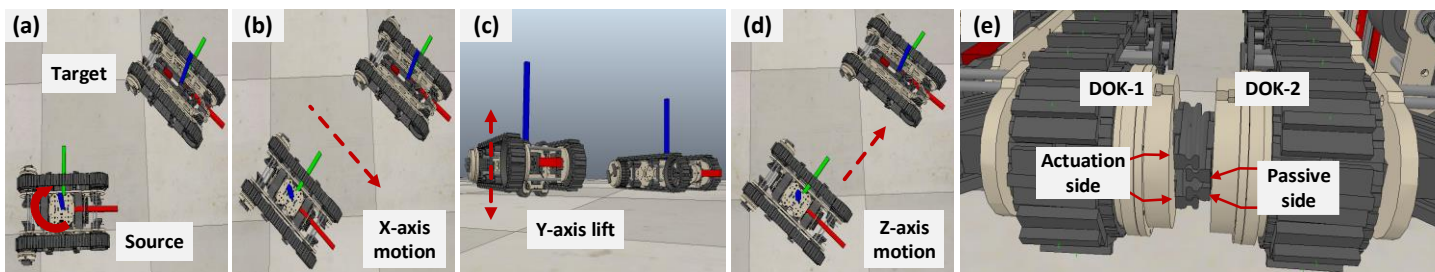 (a)
Target
Source
(b)
X-axis
motion
(c)
Y-axis lift
(d)
Z-axis
motion
(e)
DOK-1
DOK-2
Actuation
side
Passive
side